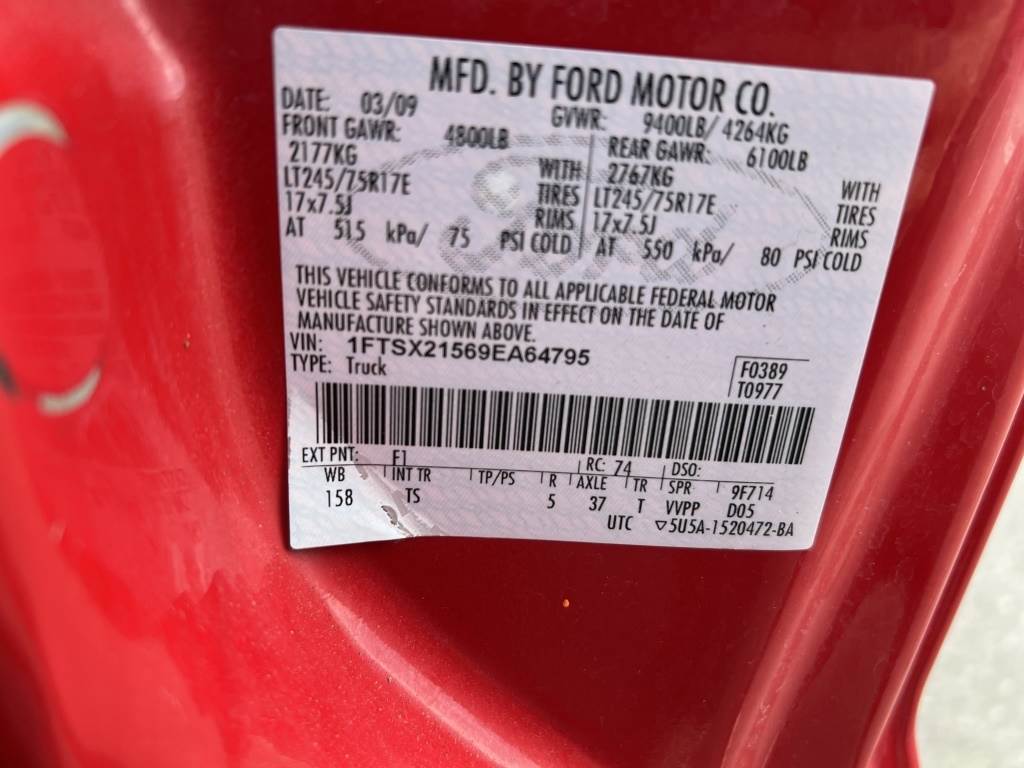 MFD. BY FORD MOTOR CO.
DATE: 03/09 GVWR: 9400LB/ 4264KG
FRONT GAWR: 4800LB REAR GAWR: 6100LB
2177KG WITH 2767KG WITH
LT245/75R17E TIRES LT245/75R17E TIRES
17x7.5J RIMS 17x7.5J RIMS
AT 515 kPa/ 75 PSI COLD AT 550 kPa/ 80 PSI COLD
THIS VEHICLE CONFORMS TO ALL APPLICABLE FEDERAL MOTOR
VEHICLE SAFETY STANDARDS IN EFFECT ON THE DATE OF
MANUFACTURE SHOWN ABOVE.
VIN: 1FTSX21569EA64795
TYPE: Truck F0389
T0977
EXT PNT: F1 RC: 74 DSO:
WB INT TR TP/PS R AXLE TR SPR 9F714
158 TS 5 37 T VVPP D05
UTC ▽5U5A-1520472-BA